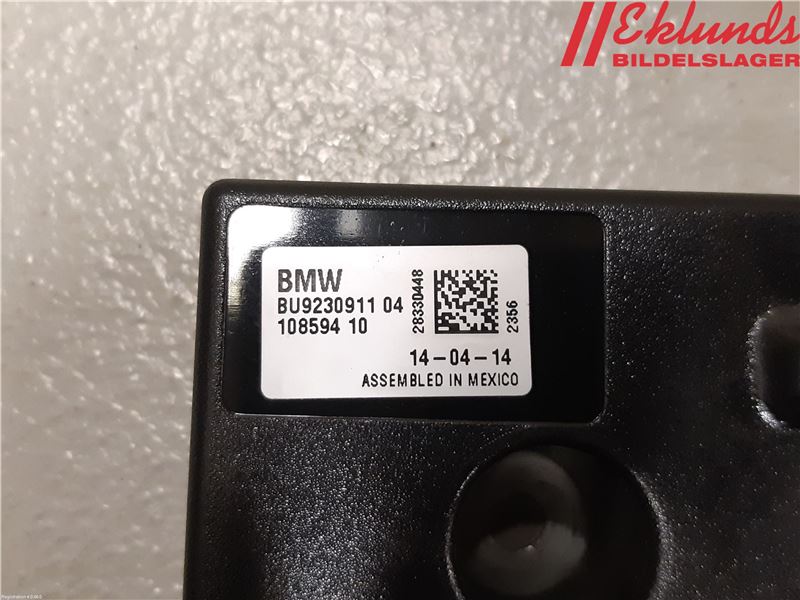 Eklunds
BILDELSLAGER
BMW
BU9230911 04
108594 10
28330448
2356
14-04-14
ASSEMBLED IN MEXICO